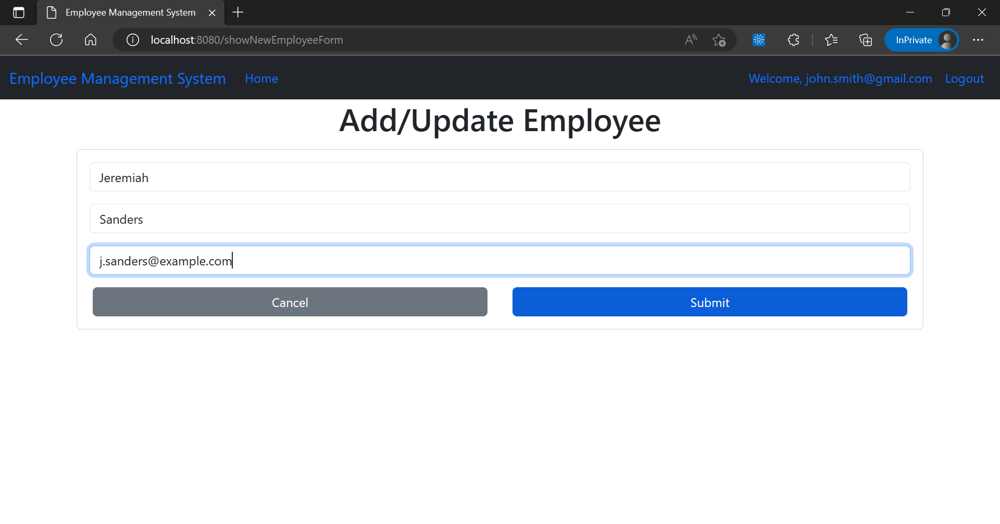 Employee Management System
localhost:8080/showNewEmployeeForm
InPrivate
Employee Management System Home Welcome, john.smith@gmail.com Logout
Add/Update Employee
Jeremiah
Sanders
j.sanders@example.com
Cancel Submit